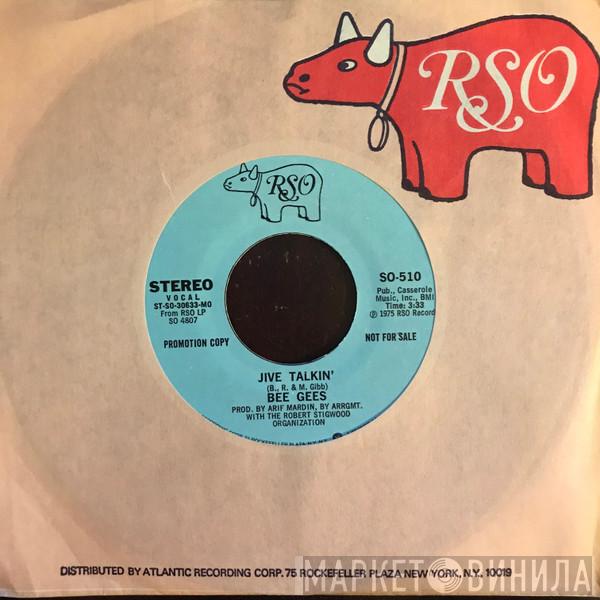 RSO
RSO
STEREO
VOCAL
ST-SO-30633-MO
From RSO LP
SO 4807
PROMOTION COPY
SO-510
Pub., Casserole
Music, Inc., BMI
Time: 3:33
Ⓟ 1975 RSO Record
NOT FOR SALE
JIVE TALKIN'
(B., R. & M. Gibb)
BEE GEES
PROD. BY ARIF MARDIN, BY ARRGMT.
WITH THE ROBERT STIGWOOD
ORGANIZATION
DISTRIBUTED BY ATLANTIC RECORDING CORP. 75 ROCKEFELLER PLAZA NEW YORK, N.Y. 10019
МАРКЕТ ВИНИЛА